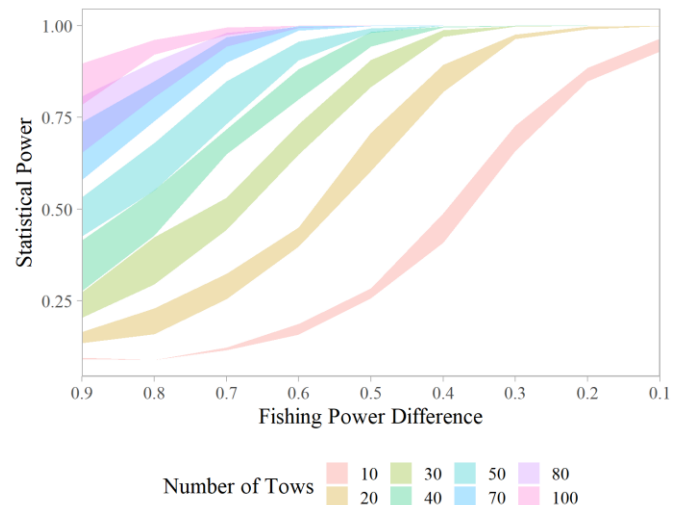 1.00
0.75
0.50
0.25
Statistical Power
0.9 0.8 0.7 0.6 0.5 0.4 0.3 0.2 0.1
Fishing Power Difference
Number of Tows
10 30 50 80
20 40 70 100